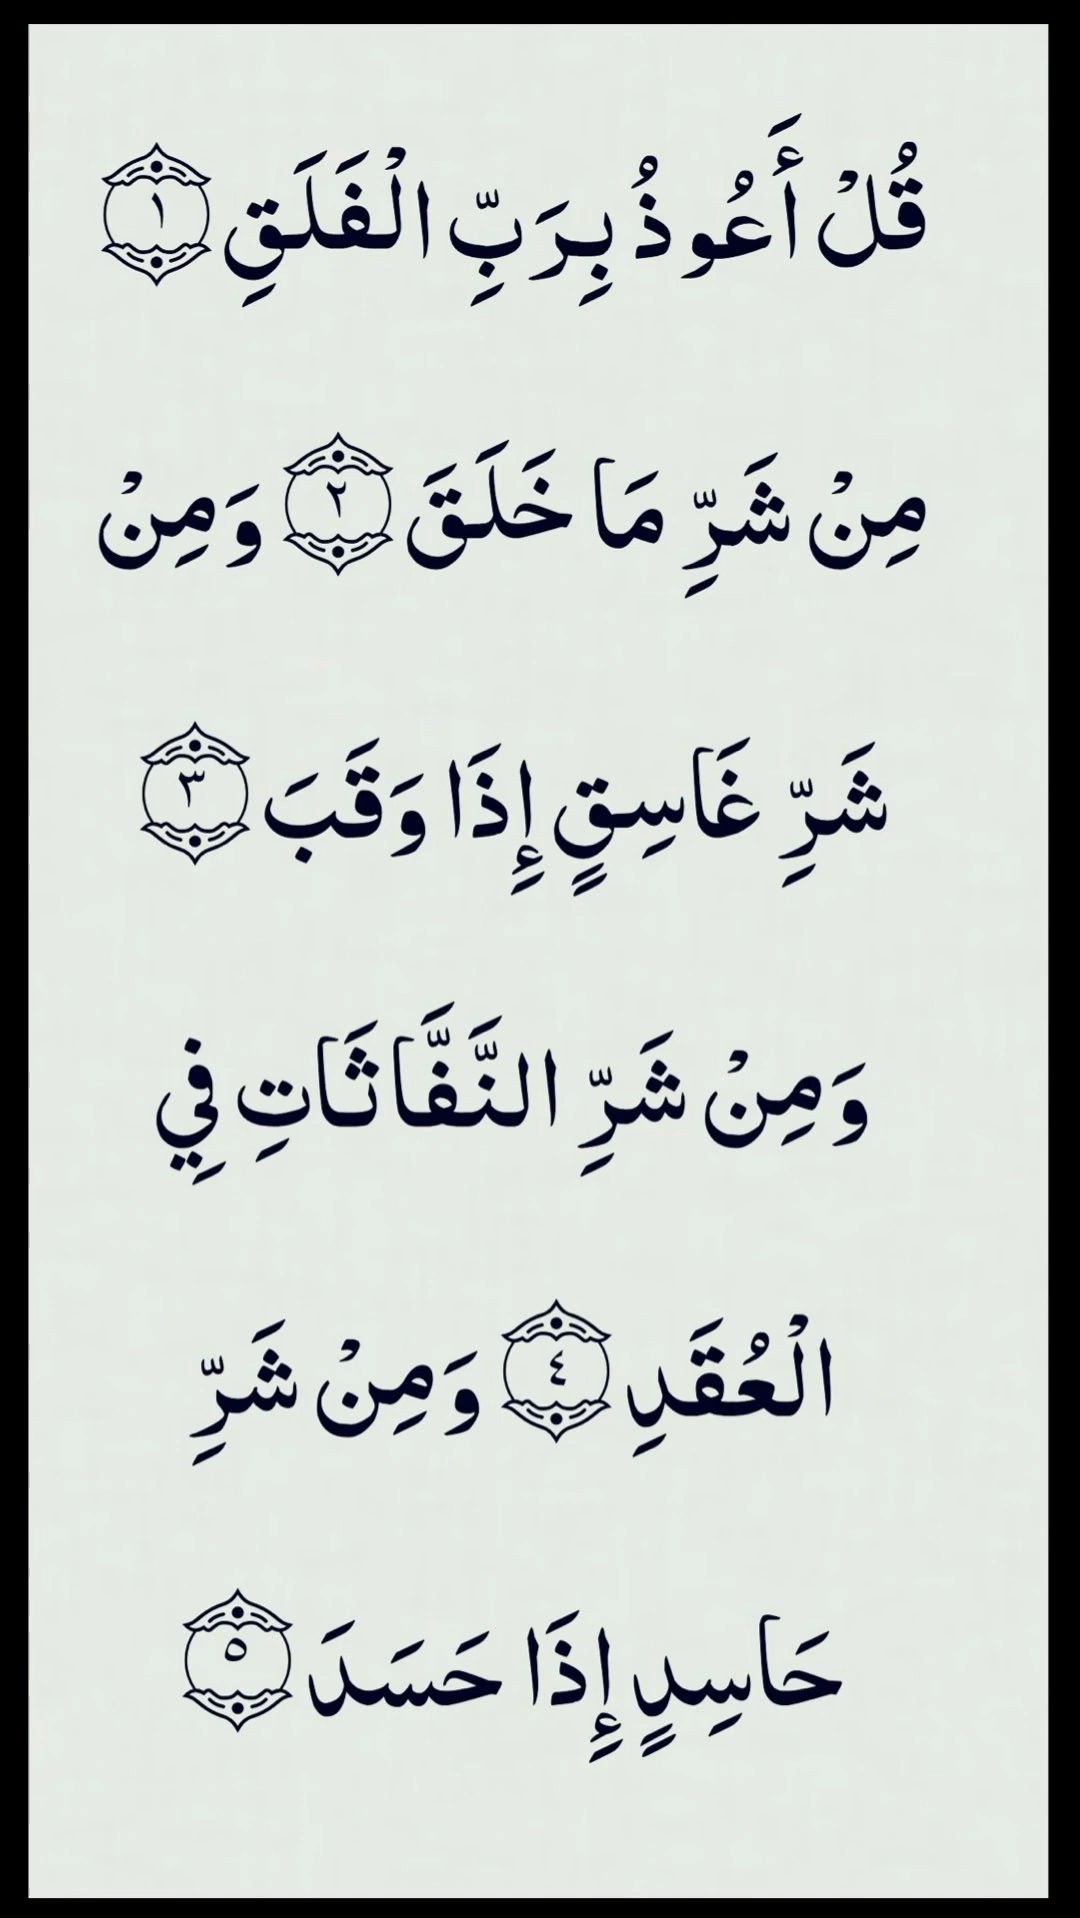 قُلْ أَعُوذُ بِرَبِّ الْفَلَقِ ١
مِنْ شَرِّ مَا خَلَقَ ٢ وَمِنْ
شَرِّ غَاسِقٍ إِذَا وَقَبَ ٣
وَمِنْ شَرِّ النَّفَّاثَاتِ فِي
الْعُقَدِ ٤ وَمِنْ شَرِّ
حَاسِدٍ إِذَا حَسَدَ ٥